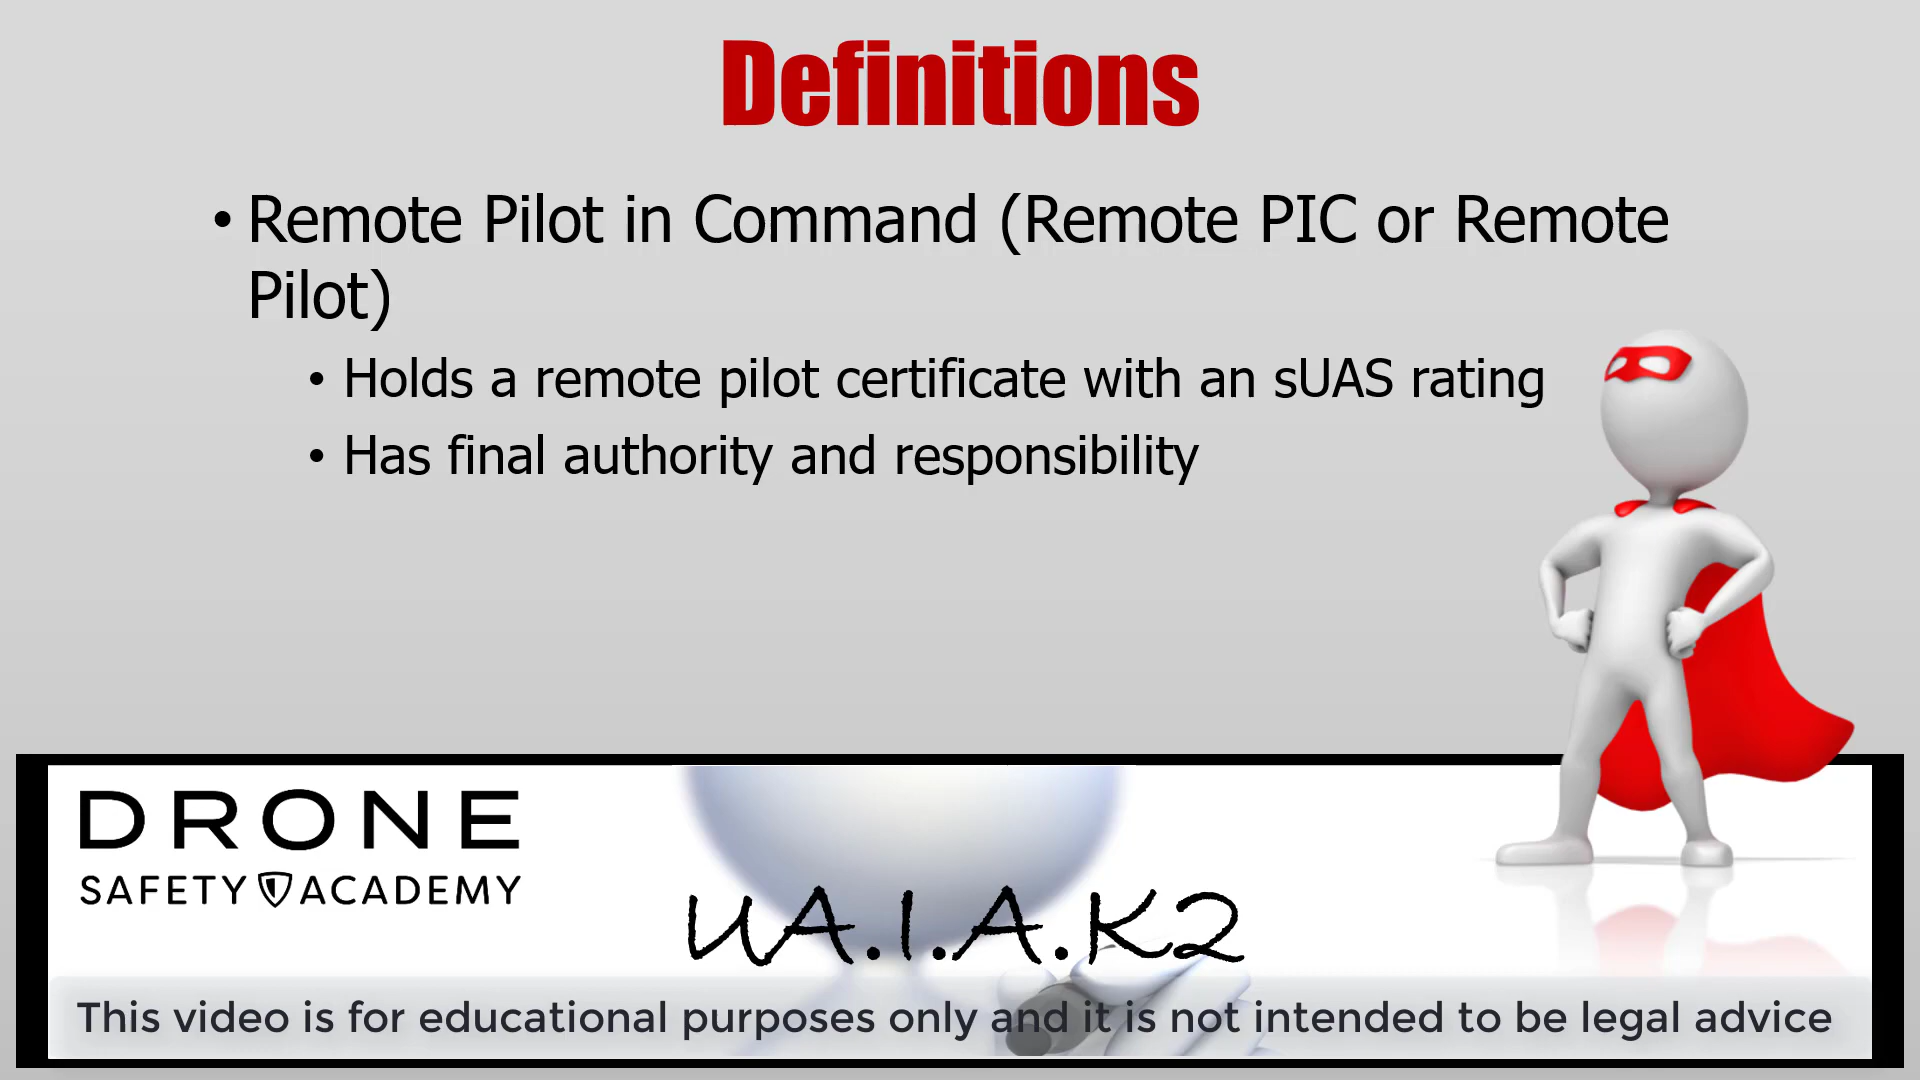 Definitions
• Remote Pilot in Command (Remote PIC or Remote
Pilot)
• Holds a remote pilot certificate with an sUAS rating
• Has final authority and responsibility
DRONE
SAFETY ACADEMY
UA.I.A.K2
This video is for educational purposes only and it is not intended to be legal advice